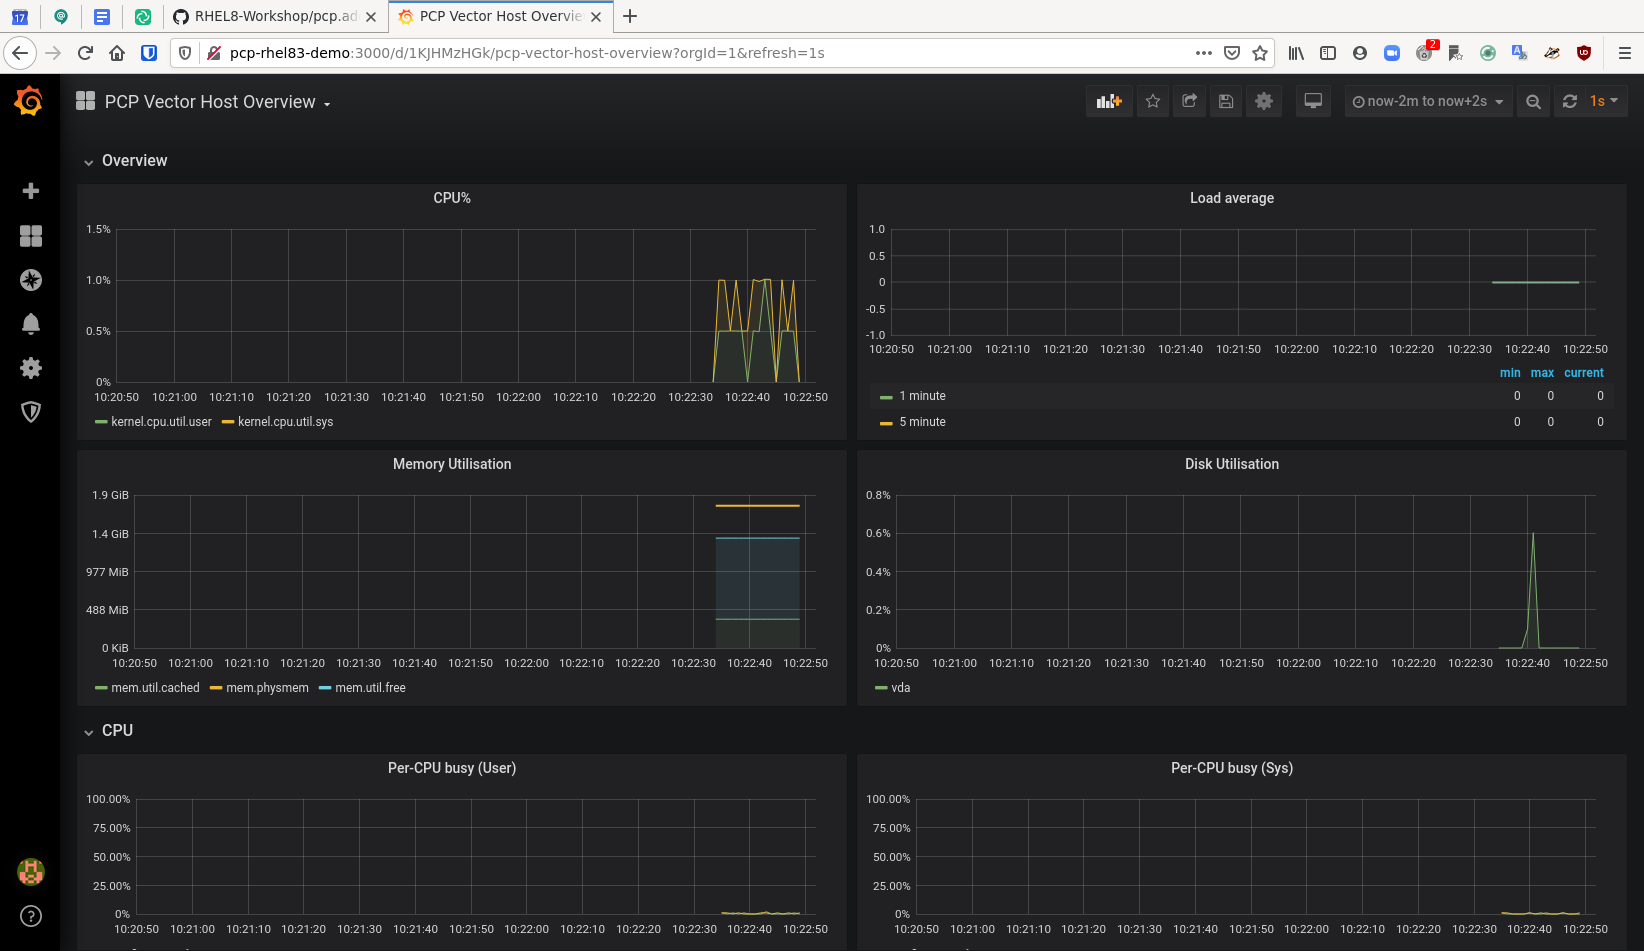 17
RHEL8-Workshop/pcp.ad
PCP Vector Host Overvie
pcp-rhel83-demo:3000/d/1KJHMzHGk/pcp-vector-host-overview?orgId=1&refresh=1s
2
PCP Vector Host Overview
now-2m to now+2s
1s
Overview
CPU%
1.5%
1.0%
0.5%
0%
10:20:50 10:21:00 10:21:10 10:21:20 10:21:30 10:21:40 10:21:50 10:22:00 10:22:10 10:22:20 10:22:30 10:22:40 10:22:50
kernel.cpu.util.user kernel.cpu.util.sys
Load average
1.0
0.5
0
-0.5
-1.0
10:20:50 10:21:00 10:21:10 10:21:20 10:21:30 10:21:40 10:21:50 10:22:00 10:22:10 10:22:20 10:22:30 10:22:40 10:22:50
min max current
1 minute 0 0 0
5 minute 0 0 0
Memory Utilisation
1.9 GiB
1.4 GiB
977 MiB
488 MiB
0 KiB
10:20:50 10:21:00 10:21:10 10:21:20 10:21:30 10:21:40 10:21:50 10:22:00 10:22:10 10:22:20 10:22:30 10:22:40 10:22:50
mem.util.cached mem.physmem mem.util.free
Disk Utilisation
0.8%
0.6%
0.4%
0.2%
0%
10:20:50 10:21:00 10:21:10 10:21:20 10:21:30 10:21:40 10:21:50 10:22:00 10:22:10 10:22:20 10:22:30 10:22:40 10:22:50
vda
CPU
Per-CPU busy (User)
100.00%
75.00%
50.00%
25.00%
0%
10:20:50 10:21:00 10:21:10 10:21:20 10:21:30 10:21:40 10:21:50 10:22:00 10:22:10 10:22:20 10:22:30 10:22:40 10:22:50
Per-CPU busy (Sys)
100.00%
75.00%
50.00%
25.00%
0%
10:20:50 10:21:00 10:21:10 10:21:20 10:21:30 10:21:40 10:21:50 10:22:00 10:22:10 10:22:20 10:22:30 10:22:40 10:22:50